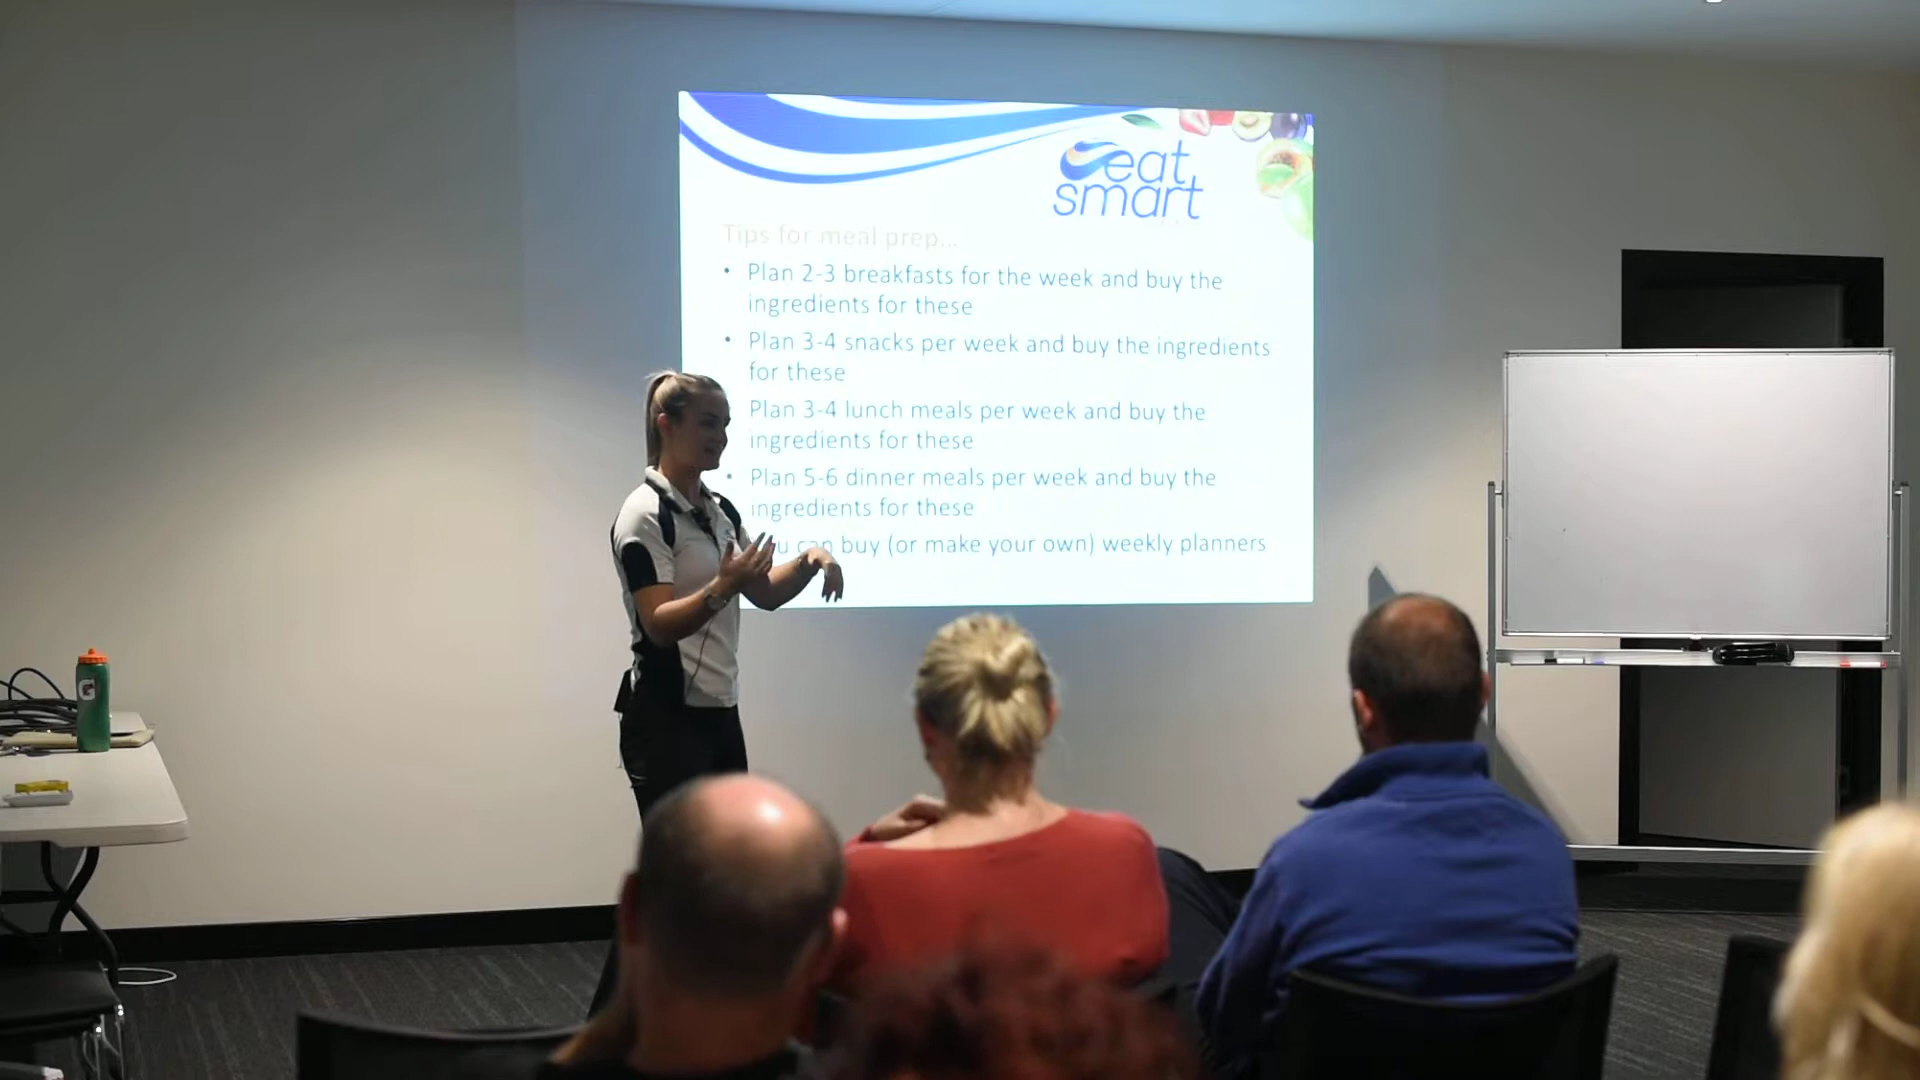 eat
smart
Tips for meal prep...
• Plan 2-3 breakfasts for the week and buy the
ingredients for these
• Plan 3-4 snacks per week and buy the ingredients
for these
Plan 3-4 lunch meals per week and buy the
ingredients for these
• Plan 5-6 dinner meals per week and buy the
ingredients for these
can buy (or make your own) weekly planners
G